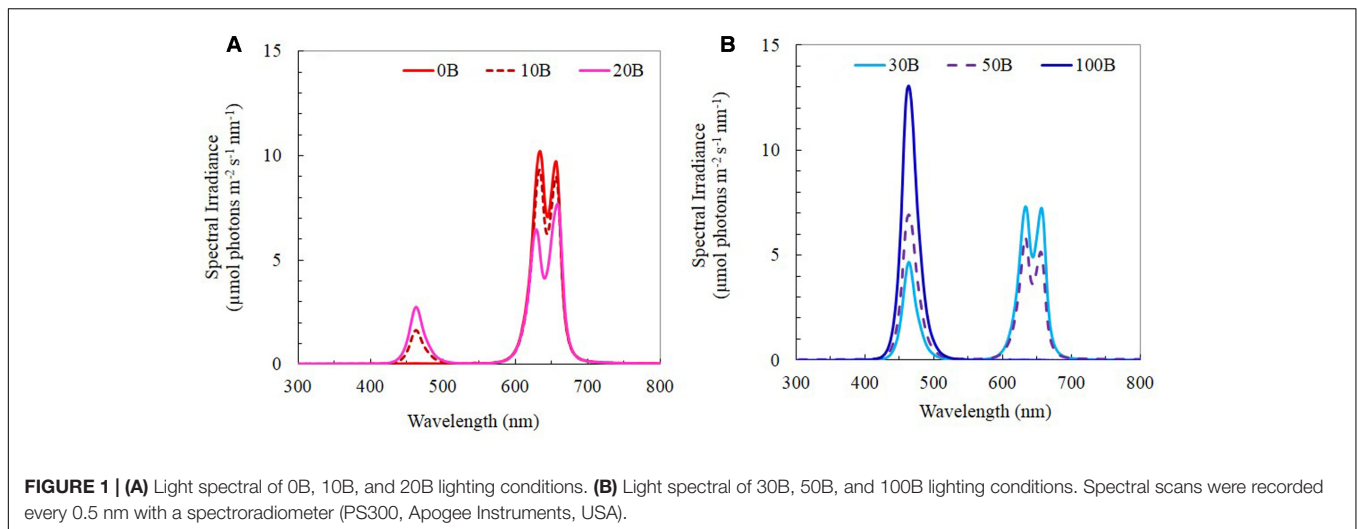 A
15
0B 10B 20B
10
5
0
300 400 500 600 700 800
Wavelength (nm)
Spectral Irradiance
(µmol photons m-2 s-1 nm-1)
B
15
30B 50B 100B
10
5
0
300 400 500 600 700 800
Wavelength (nm)
Spectral Irradiance
(µmol photons m-2 s-1 nm-1)
FIGURE 1 | (A) Light spectral of 0B, 10B, and 20B lighting conditions. (B) Light spectral of 30B, 50B, and 100B lighting conditions. Spectral scans were recorded
every 0.5 nm with a spectroradiometer (PS300, Apogee Instruments, USA).